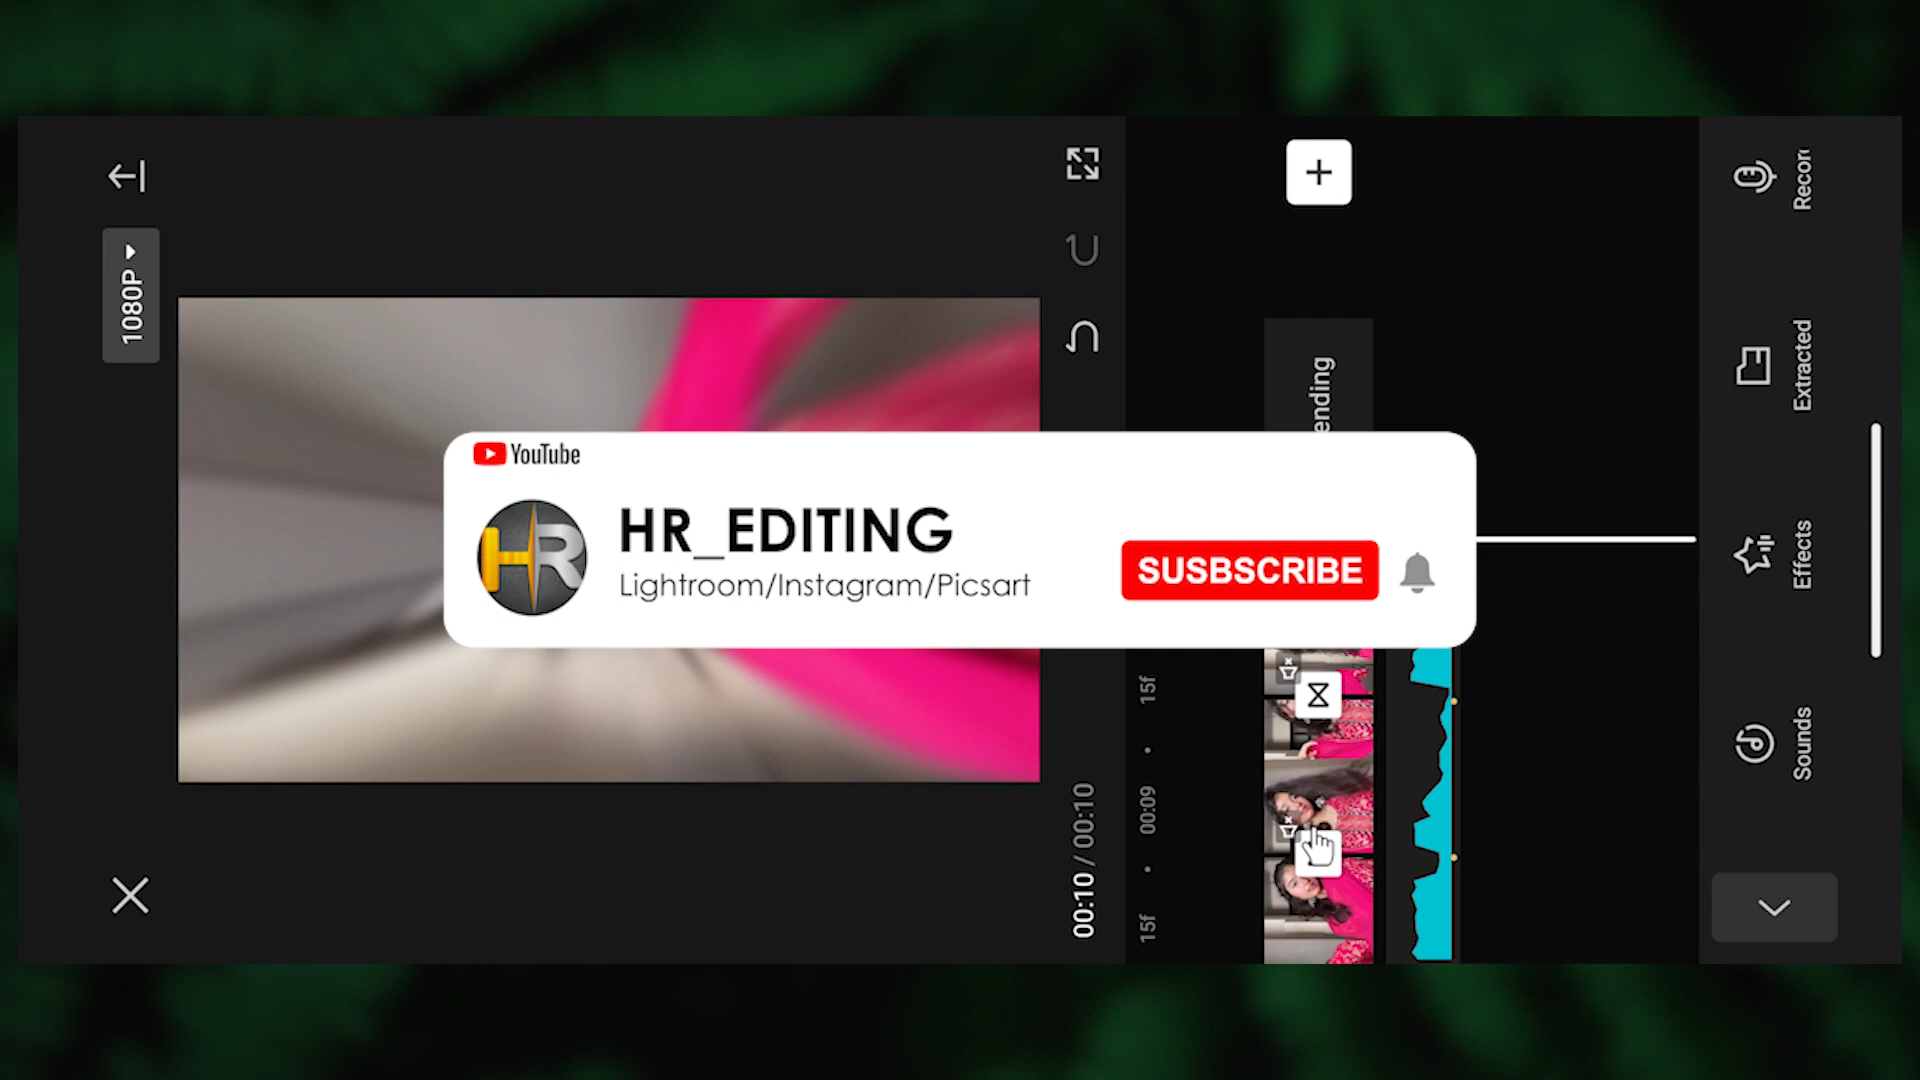 YouTube
HR_EDITING
Lightroom/Instagram/Picsart
SUSBSCRIBE
1080P
00:10 / 00:10
15f
00:09
15f
ending
Sounds
Effects
Extracted
Recor